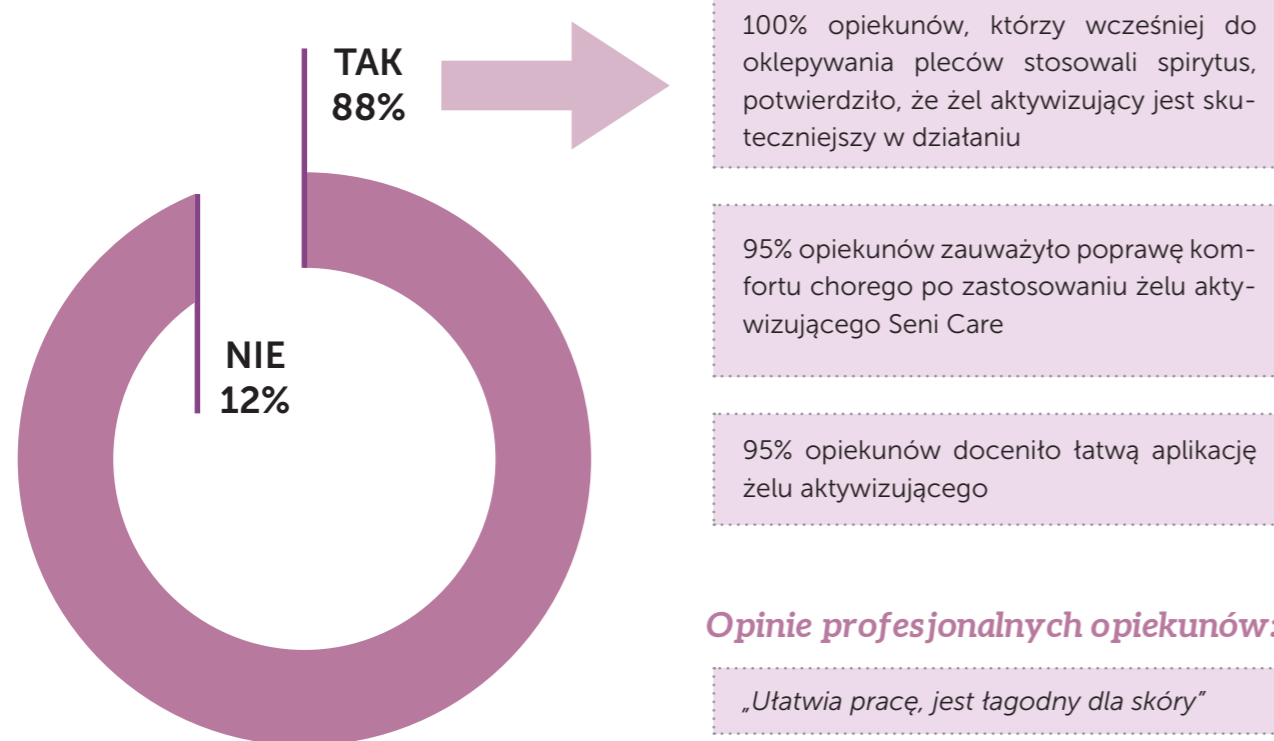 TAK
88%
NIE
12%
100% opiekunów, którzy wcześniej do
oklepywania pleców stosowali spirytus,
potwierdziło, że żel aktywizujący jest sku-
teczniejszy w działaniu
95% opiekunów zauważyło poprawę kom-
fortu chorego po zastosowaniu żelu akty-
wizującego Seni Care
95% opiekunów doceniło łatwą aplikację
żelu aktywizującego
Opinie profesjonalnych opiekunów:
„Ułatwia pracę, jest łagodny dla skóry”